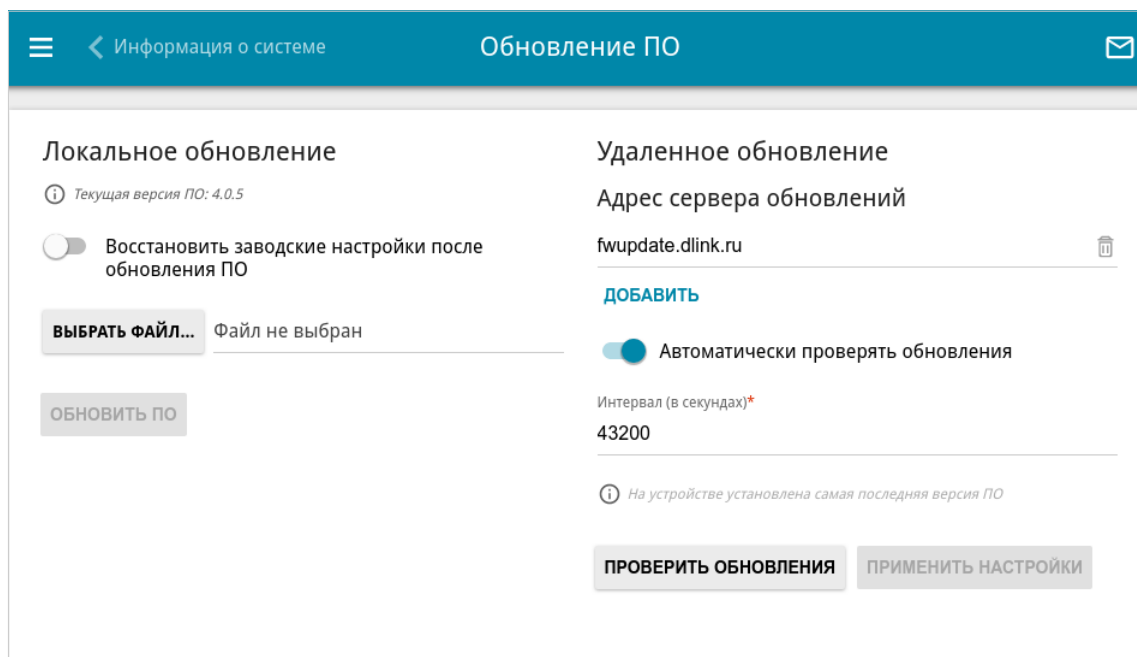 Информация о системе
Обновление ПО
Локальное обновление
Текущая версия ПО: 4.0.5
Восстановить заводские настройки после
обновления ПО
ВЫБРАТЬ ФАЙЛ... Файл не выбран
ОБНОВИТЬ ПО
Удаленное обновление
Адрес сервера обновлений
fwupdate.dlink.ru
ДОБАВИТЬ
Автоматически проверять обновления
Интервал (в секундах)*
43200
На устройстве установлена самая последняя версия ПО
ПРОВЕРИТЬ ОБНОВЛЕНИЯ ПРИМЕНИТЬ НАСТРОЙКИ